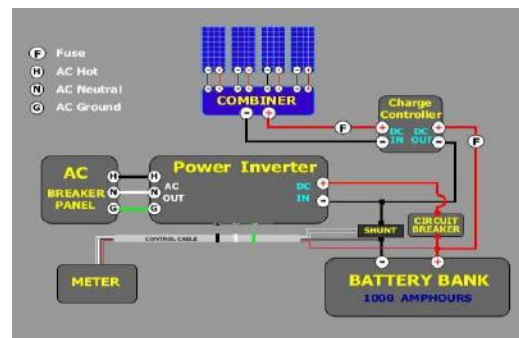 F Fuse
H AC Hot
N AC Neutral
G AC Ground
COMBINER
Charge
Controller
DC DC
IN OUT
F
F
AC
BREAKER
PANEL
H
N
G
Power Inverter
H
N
G
AC
OUT
DC
IN
CONTROL CABLE
SHUNT
CIRCUIT
BREAKER
METER
BATTERY BANK
1000 AMPHOURS